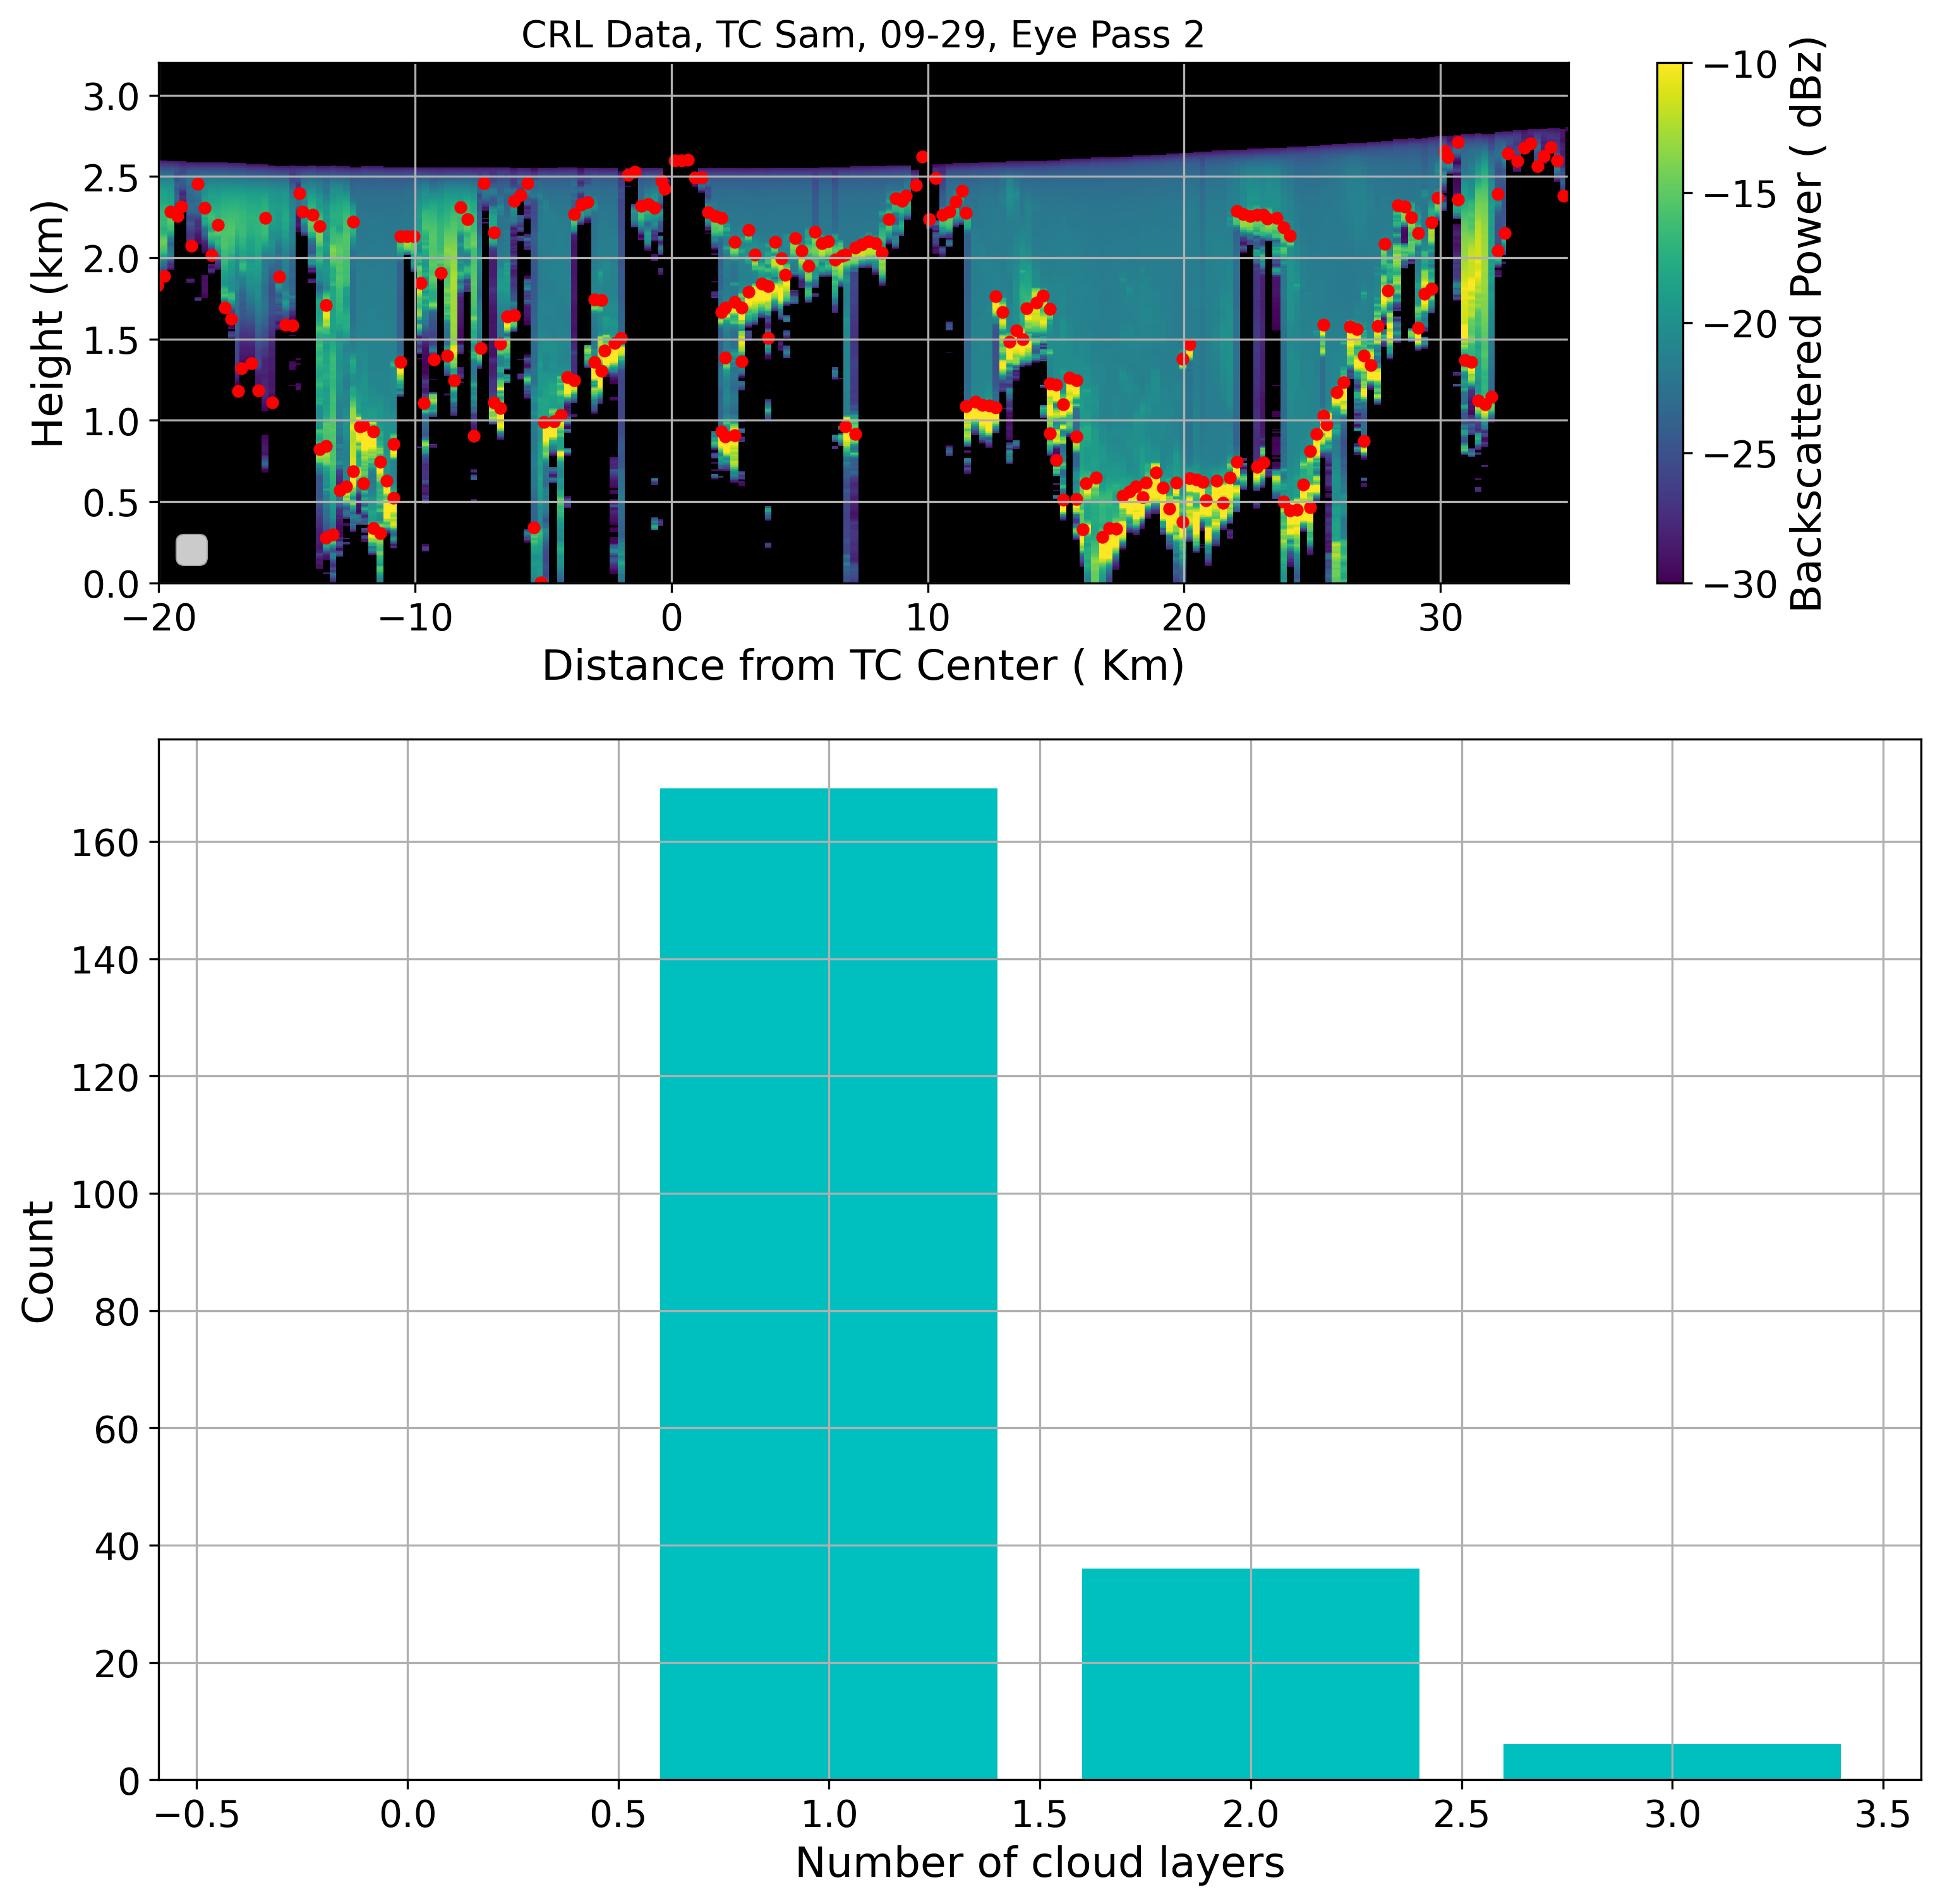 CRL Data, TC Sam, 09-29, Eye Pass 2
3.0
2.5
2.0
1.5
1.0
0.5
0.0
Height (km)
−20 −10 0 10 20 30
Distance from TC Center ( Km)
−10
−15
−20
−25
−30
Backscattered Power ( dBz)
160
140
120
100
80
60
40
20
0
Count
−0.5 0.0 0.5 1.0 1.5 2.0 2.5 3.0 3.5
Number of cloud layers